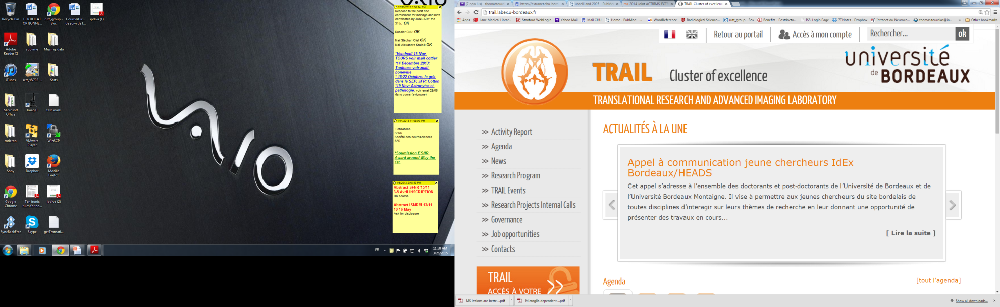 Recycle Bin
CERTIFICAT OPTIONNE...
rutt_group - Box
CourrierDir... de suivi de t...
ipdiva (1)
Adobe Reader XI
sublime
Missing_data
iTunes
scrt_sfx702-...
Stats
Microsoft Office
ImageJ
test mask
mricron
VMware Player
WinSCP
Sony
Dropbox
Mozilla Firefox
Google Chrome
Ten ironic rules for no...
ipdiva (2)
SyncBackFree
Skype
getTransati...
VAIO
12/13/2012 5:56:14 PM
Respond to the post doc
enrollement for mariage and birth
certificates by JANUARY the
31th. OK
Dossier CNU: OK
Mail Stéphan Oliet OK
Mail Alexandre Krainik OK
*Vendredi 15 Nov
TOURS voir mail cottier
*14 Décembre 2013:
Toulouse voir mail
boneville
* 18-22 Octobre: le gris
dans la SEP; JFR; Cotton
*19 Nov: Astrocytes et
pathologie. voir email 29/08
dans cours (avignone)
1/14/2013 11:08:00 PM
Cotisations
SFNR
Société des neurosciences
SFR
*Soumission ESNR
Award around May the
1st.
1/5/2013 2:48:53 PM
Abstract SFNR 15/11
3-5 Avril INSCRIPTION
OK soumis
Abstract ISMRM 13/11
10-16 May
Ask for disclosure
FR
11:58 AM
3/26/2015
(7 non lus) - thomastourdi
https://extranet.chu-bord
uccelli and 2005 - PubMe
2014 Joint ACTRIMS-ECT
TRAIL Cluster of excellenc
trail.labex.u-bordeaux.fr
Apps Lane Medical Librar... Stanford WebLogin Yahoo Mail Mail CHU Home - PubMed - ... WordReference Radiological Science... rutt_group - Box Benefits - Postdocto... ISS: Login Page 7TNotes - Dropbox Intranet du Neuroce... thomas.tourdias@in... » Other bookmarks
Retour au portail
Accès à mon compte
Rechercher...
ok
TRAIL
Cluster of excellence
université
de BORDEAUX
TRANSLATIONAL RESEARCH AND ADVANCED IMAGING LABORATORY
>> Activity Report
>> Agenda
>> News
>> Research Program
>> TRAIL Events
>> Research Projects Internal Calls
>> Governance
>> Job opportunities
>> Contacts
TRAIL
ACCÈS À VOTRE
ACTUALITÉS À LA UNE
Appel à communication jeune chercheurs IdEx
Bordeaux/HEADS
Cet appel s’adresse à l’ensemble des doctorants et post-doctorants de l’Université de Bordeaux et de
l’Université Bordeaux Montaigne. Il vise à permettre aux jeunes chercheurs du site bordelais de
toutes disciplines d’interagir sur leurs thèmes de recherche en leur donnant une opportunité de
présenter des travaux en cours...
[ Lire la suite ]
Agenda
[tout l'agenda]
MS lesions are bette....pdf
Microglia dependent....pdf
Show all downloads...